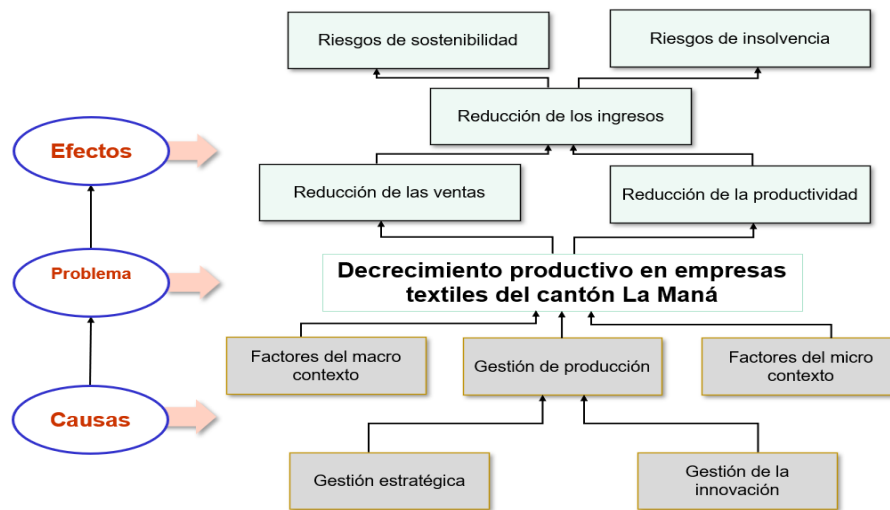 Riesgos de sostenibilidad
Riesgos de insolvencia
Reducción de los ingresos
Efectos
Reducción de las ventas
Reducción de la productividad
Problema
Decrecimiento productivo en empresas
textiles del cantón La Maná
Factores del macro
contexto
Gestión de producción
Factores del micro
contexto
Causas
Gestión estratégica
Gestión de la
innovación